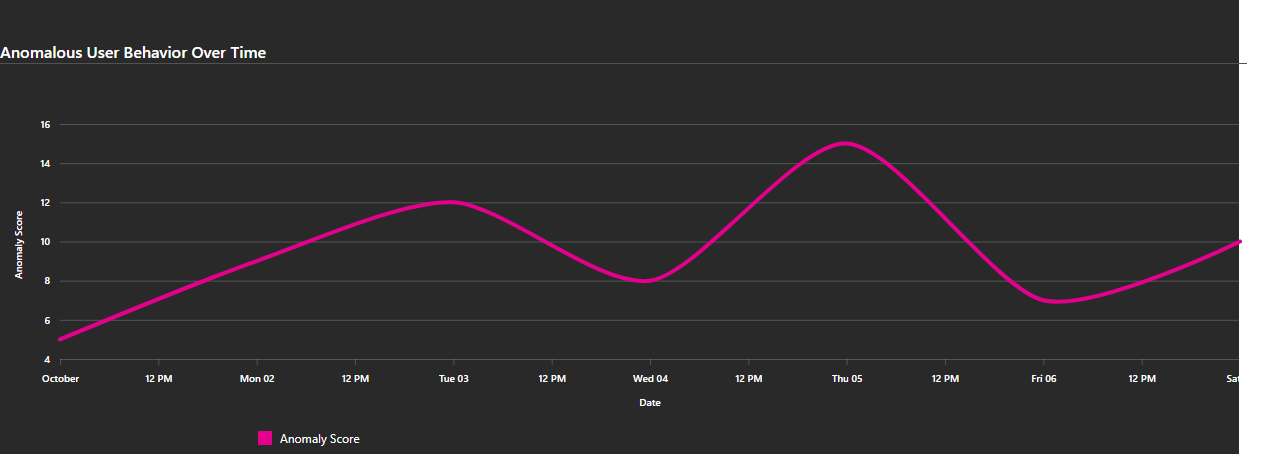 Anomalous User Behavior Over Time
16
14
12
10
8
6
4
Anomaly Score
October 12 PM Mon 02 12 PM Tue 03 12 PM Wed 04 12 PM Thu 05 12 PM Fri 06 12 PM Sat
Date
Anomaly Score